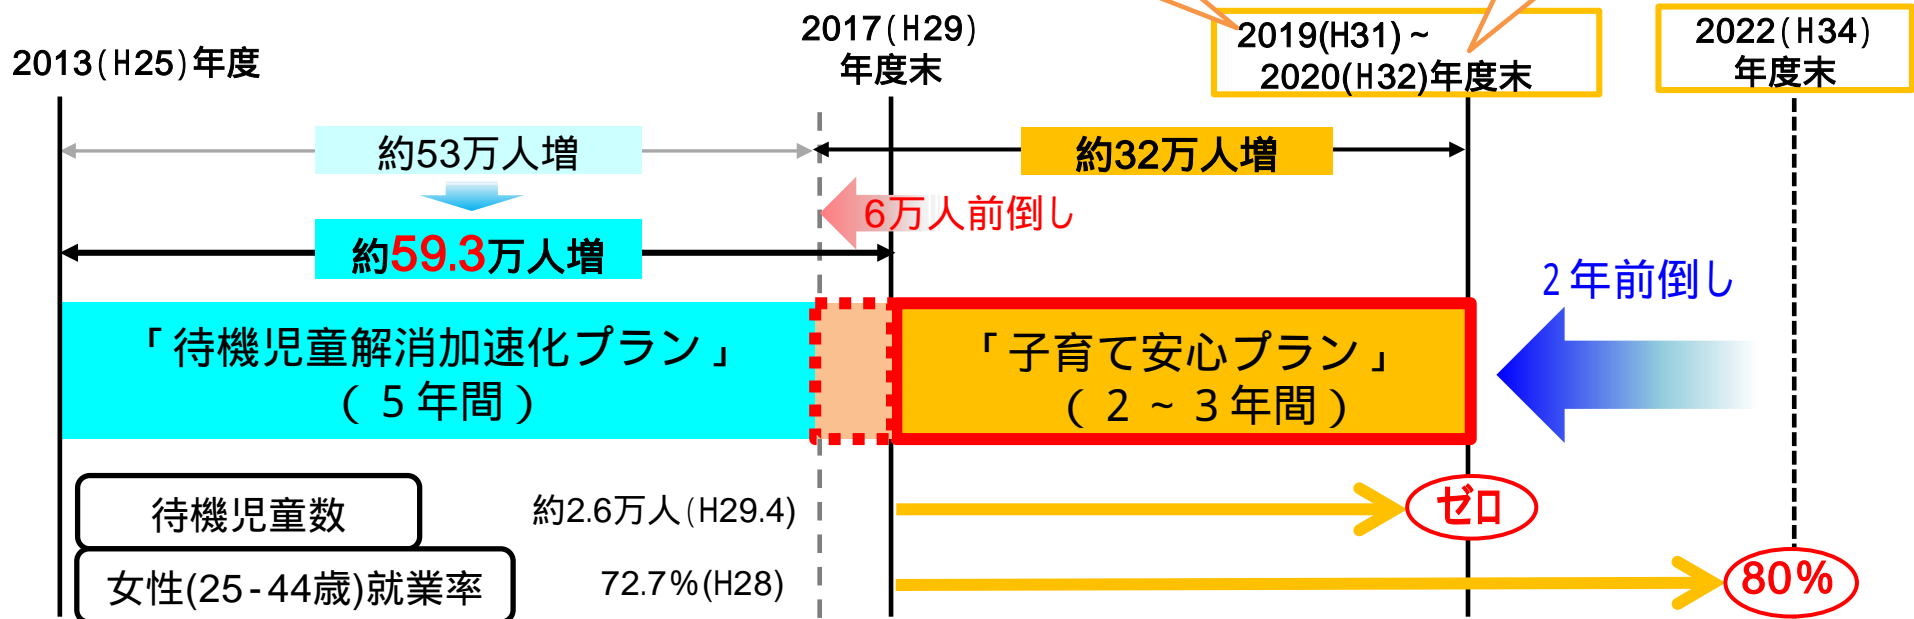 2013(H25)年度
2017(H29)
年度末
2019(H31)~
2020(H32)年度末
2022(H34)
年度末
約53万人増
約32万人増
6万人前倒し
約59.3万人増
2年前倒し
「待機児童解消加速化プラン」
(5年間)
「子育て安心プラン」
(2~3年間)
待機児童数
約2.6万人(H29.4)
ゼロ
女性(25-44歳)就業率
72.7%(H28)
80%